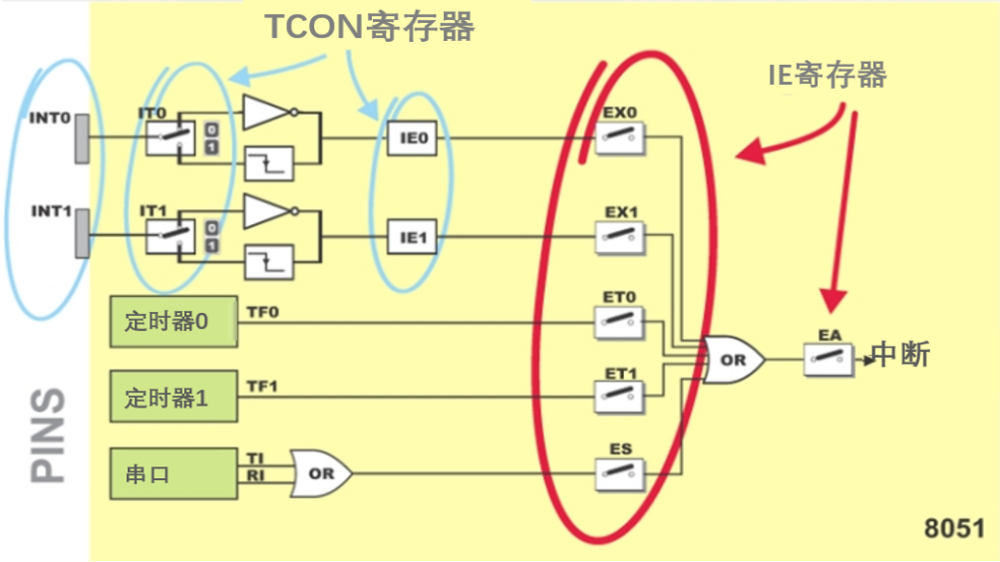 TCON寄存器
IE寄存器
INT0
IT0
0
1
IE0
EX0
INT1
IT1
0
1
IE1
EX1
定时器0
TF0
ET0
OR
EA
中断
定时器1
TF1
ET1
串口
TI
RI
OR
ES
PINS
8051